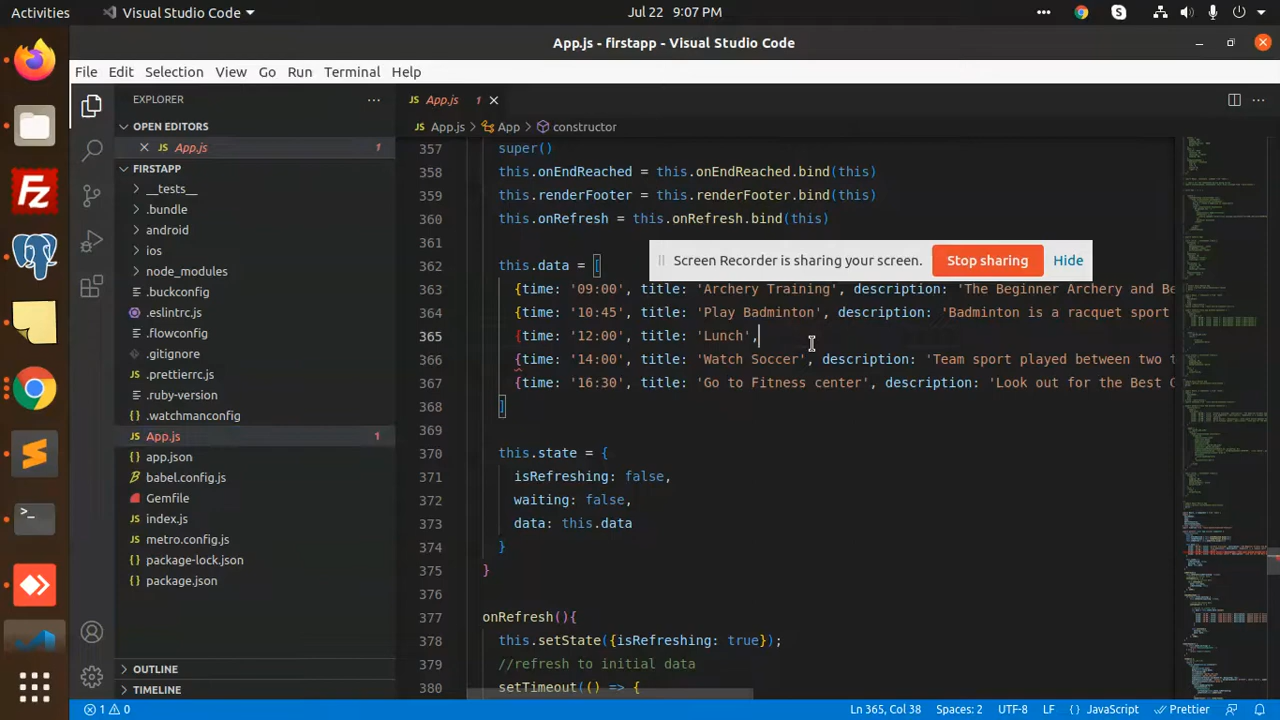 Activities Visual Studio Code Jul 22 9:07 PM
App.js - firstapp - Visual Studio Code
File Edit Selection View Go Run Terminal Help
EXPLORER
OPEN EDITORS
App.js 1
FIRSTAPP
__tests__
.bundle
android
ios
node_modules
.buckconfig
.eslintrc.js
.flowconfig
.gitignore
.prettierrc.js
.ruby-version
.watchmanconfig
App.js 1
app.json
babel.config.js
Gemfile
index.js
metro.config.js
package-lock.json
package.json
OUTLINE
TIMELINE
JS App.js 1
JS App.js > App > constructor
357 super()
358 this.onEndReached = this.onEndReached.bind(this)
359 this.renderFooter = this.renderFooter.bind(this)
360 this.onRefresh = this.onRefresh.bind(this)
361
Screen Recorder is sharing your screen. Stop sharing Hide
362 this.data = [
363 {time: '09:00', title: 'Archery Training', description: 'The Beginner Archery and Be
364 {time: '10:45', title: 'Play Badminton', description: 'Badminton is a racquet sport
365 {time: '12:00', title: 'Lunch',
366 {time: '14:00', title: 'Watch Soccer', description: 'Team sport played between two t
367 {time: '16:30', title: 'Go to Fitness center', description: 'Look out for the Best G
368 ]
369
370 this.state = {
371 isRefreshing: false,
372 waiting: false,
373 data: this.data
374 }
375 }
376
377 onRefresh(){
378 this.setState({isRefreshing: true});
379 //refresh to initial data
380 setTimeout(() => {
1 0 Ln 365, Col 38 Spaces: 2 UTF-8 LF {} JavaScript Prettier